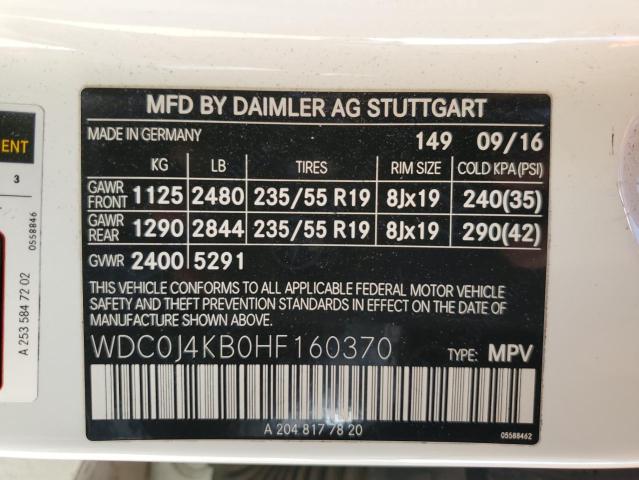 MFD BY DAIMLER AG STUTTGART
MADE IN GERMANY 149 09/16
KG LB TIRES RIM SIZE COLD KPA(PSI)
GAWR FRONT 1125 2480 235/55 R19 8Jx19 240(35)
GAWR REAR 1290 2844 235/55 R19 8Jx19 290(42)
GVWR 2400 5291
THIS VEHICLE CONFORMS TO ALL APPLICABLE FEDERAL MOTOR VEHICLE
SAFETY AND THEFT PREVENTION STANDARDS IN EFFECT ON THE DATE OF
MANUFACTURE SHOWN ABOVE.
WDC0J4KB0HF160370 TYPE: MPV
A 204 817 78 20
05588462
ENT
3
0558846
A 253 584 72 02